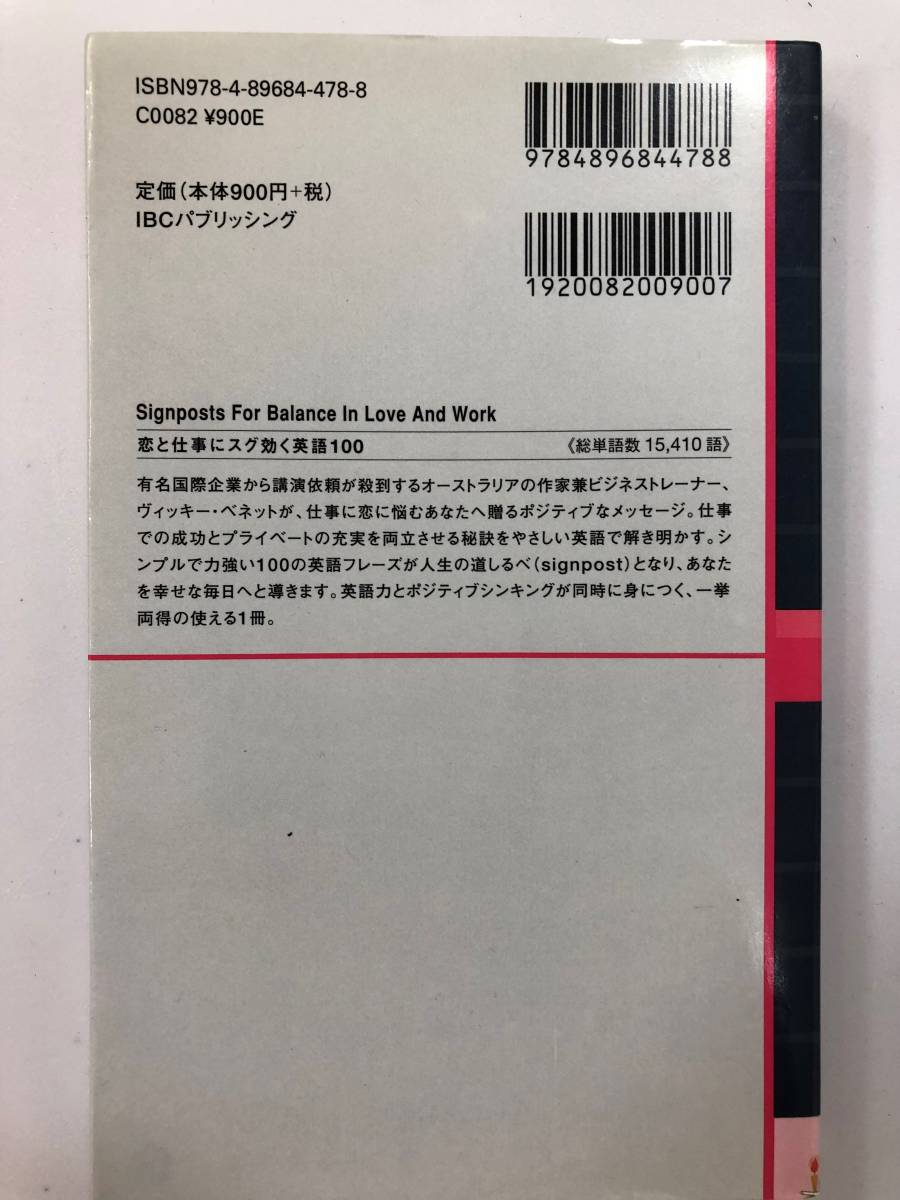 ISBN978-4-89684-478-8
C0082 ¥900E
9784896844788
定価(本体900円+税)
IBCパブリッシング
1920082009007
Signposts For Balance In Love And Work
恋と仕事にスグ効く英語100 《総単語数 15,410 語》
有名国際企業から講演依頼が殺到するオーストラリアの作家兼ビジネストレーナー、
ヴィッキー・ベネットが、仕事に恋に悩むあなたへ贈るポジティブなメッセージ。仕事
での成功とプライベートの充実を両立させる秘訣をやさしい英語で解き明かす。シ
ンプルで力強い100の英語フレーズが人生の道しるべ(signpost)となり、あなた
を幸せな毎日へと導きます。英語力とポジティブシンキングが同時に身につく、一挙
両得の使える1冊。